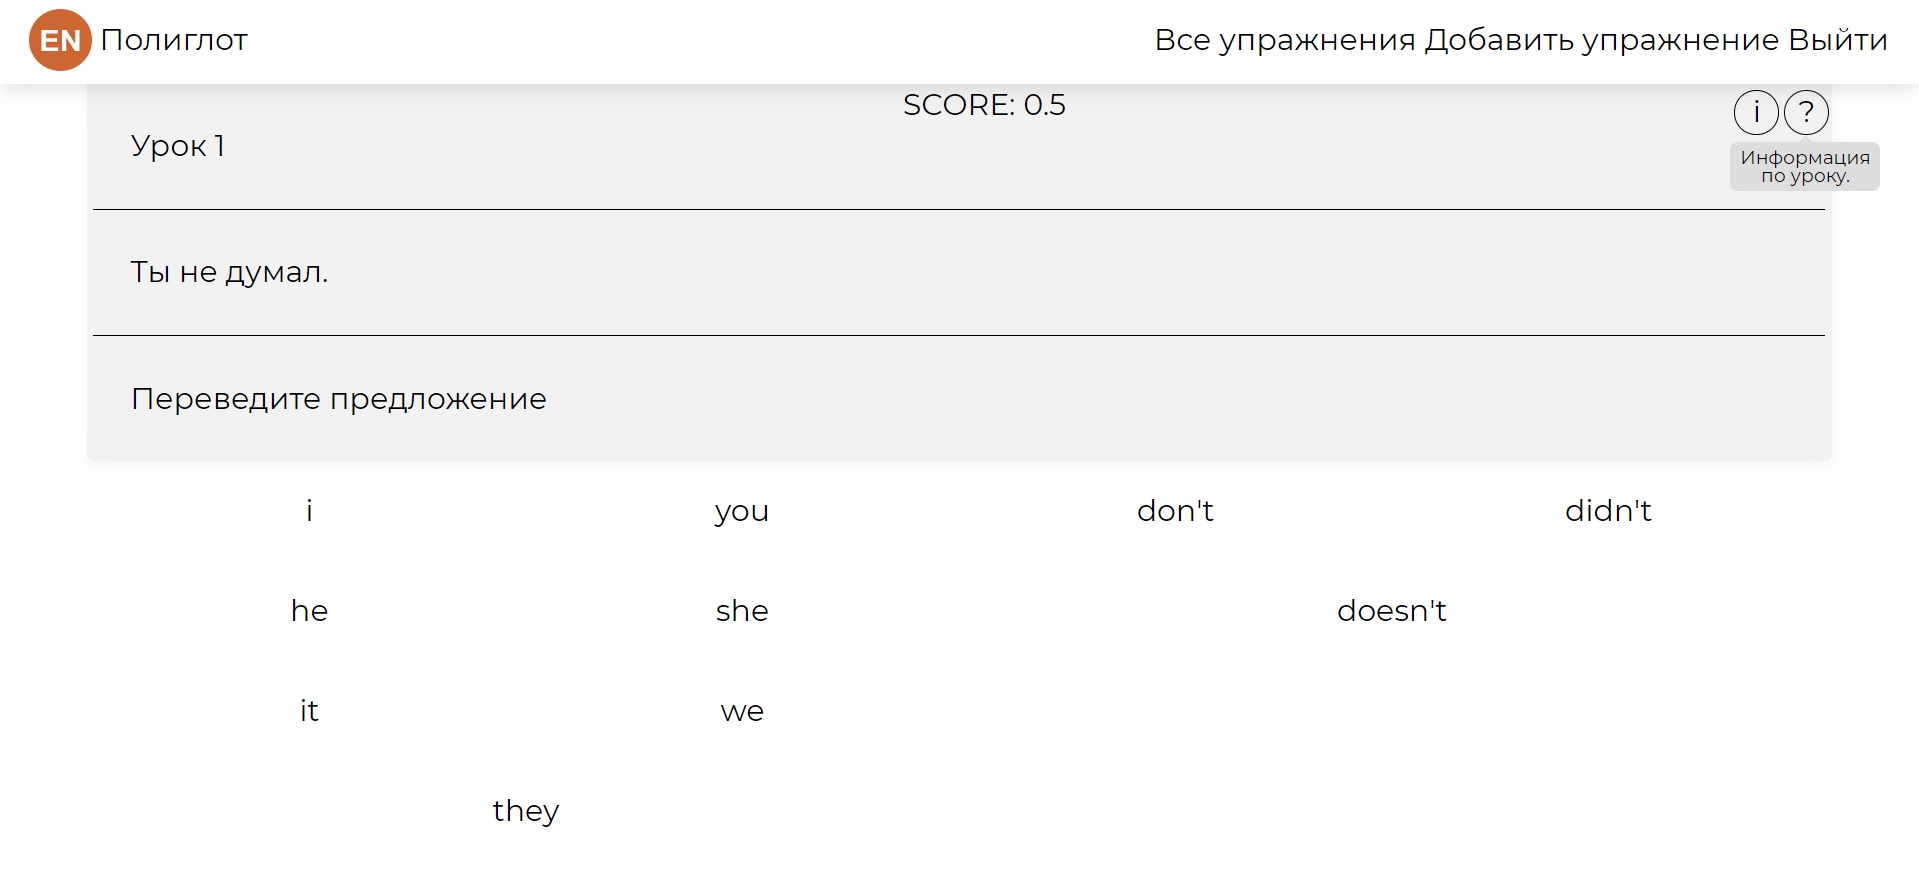 EN Полиглот Все упражнения Добавить упражнение Выйти
SCORE: 0.5
i ?
Урок 1
Информация
по уроку.
Ты не думал.
Переведите предложение
i you don't didn't
he she doesn't
it we
they